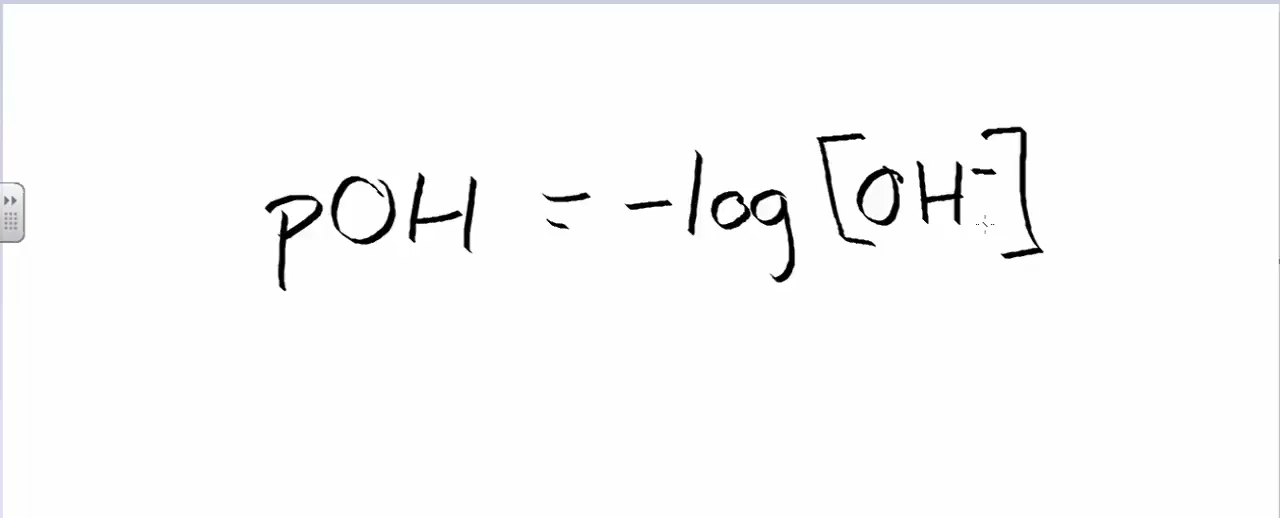 pOH = -log [OH⁻]